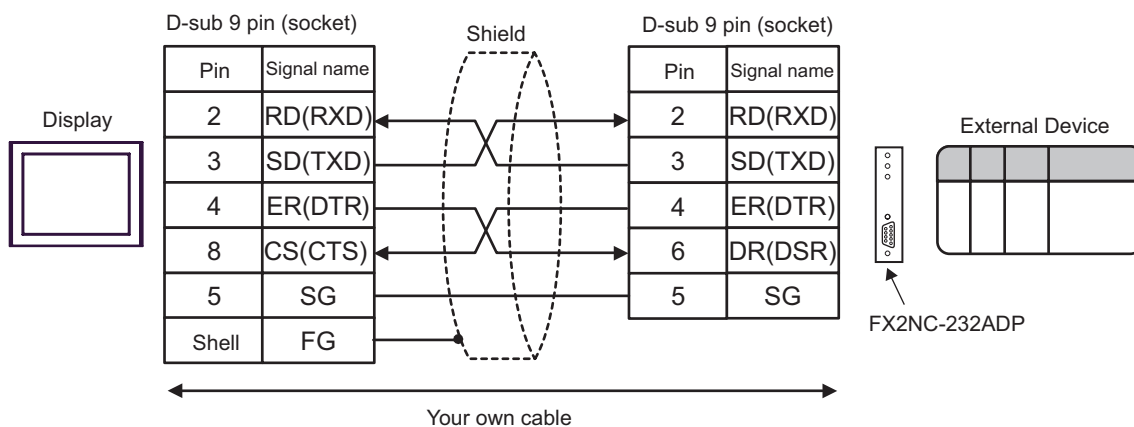 D-sub 9 pin (socket)
Shield
D-sub 9 pin (socket)
Pin Signal name
Pin Signal name
Display
2 RD(RXD)
2 RD(RXD)
External Device
3 SD(TXD)
3 SD(TXD)
4 ER(DTR)
4 ER(DTR)
8 CS(CTS)
6 DR(DSR)
5 SG
5 SG
Shell FG
FX2NC-232ADP
Your own cable